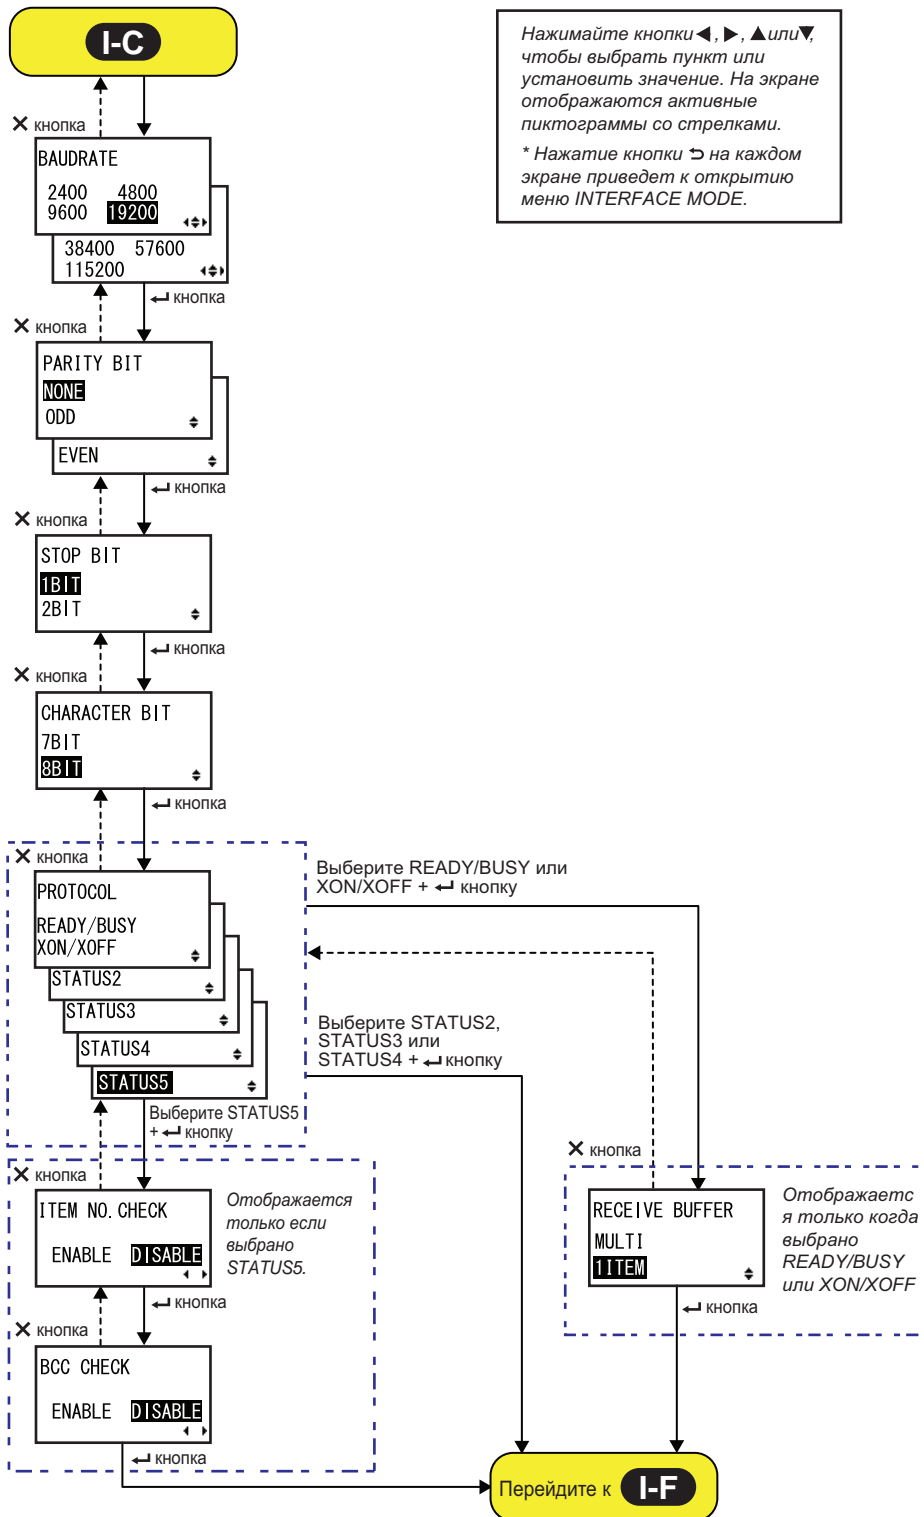 I-C
Нажимайте кнопки ◀, ▶, ▲или▼,
чтобы выбрать пункт или
установить значение. На экране
отображаются активные
пиктограммы со стрелками.
* Нажатие кнопки ⮌ на каждом
экране приведет к открытию
меню INTERFACE MODE.
✕ кнопка
BAUDRATE
2400 4800
9600 19200
38400 57600
115200
↵ кнопка
✕ кнопка
PARITY BIT
NONE
ODD
EVEN
↵ кнопка
✕ кнопка
STOP BIT
1BIT
2BIT
↵ кнопка
✕ кнопка
CHARACTER BIT
7BIT
8BIT
↵ кнопка
✕ кнопка
PROTOCOL
READY/BUSY
XON/XOFF
STATUS2
STATUS3
STATUS4
STATUS5
Выберите READY/BUSY или
XON/XOFF + ↵ кнопку
Выберите STATUS2,
STATUS3 или
STATUS4 + ↵ кнопку
Выберите STATUS5
+ ↵ кнопку
✕ кнопка
ITEM NO. CHECK
ENABLE DISABLE
Отображается
только если
выбрано
STATUS5.
↵ кнопка
✕ кнопка
BCC CHECK
ENABLE DISABLE
↵ кнопка
✕ кнопка
RECEIVE BUFFER
MULTI
1ITEM
Отображаетс
я только когда
выбрано
READY/BUSY
или XON/XOFF
↵ кнопка
Перейдите к I-F